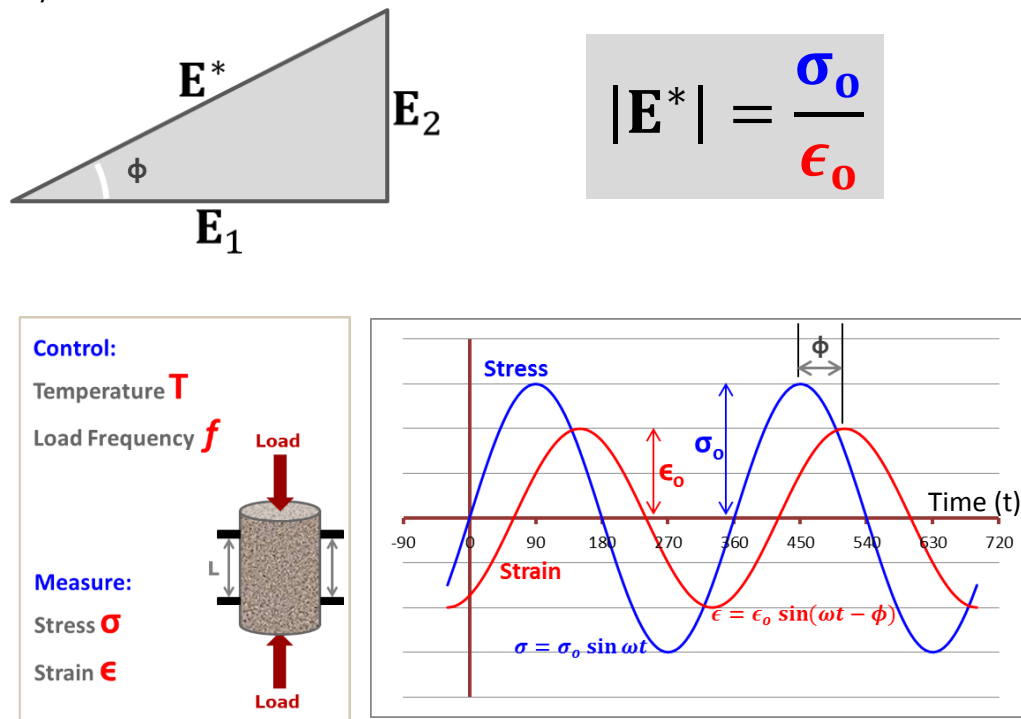 E*
E₂
ϕ
E₁
|E*| = σₒ / ϵₒ
Control:
Temperature T
Load Frequency f
Load
L
Measure:
Stress σ
Strain ϵ
Load
ϕ
Stress
σₒ
ϵₒ
Time (t)
-90 0 90 180 270 360 450 540 630 720
Strain
ϵ = ϵₒ sin(ωt − ϕ)
σ = σₒ sin ωt